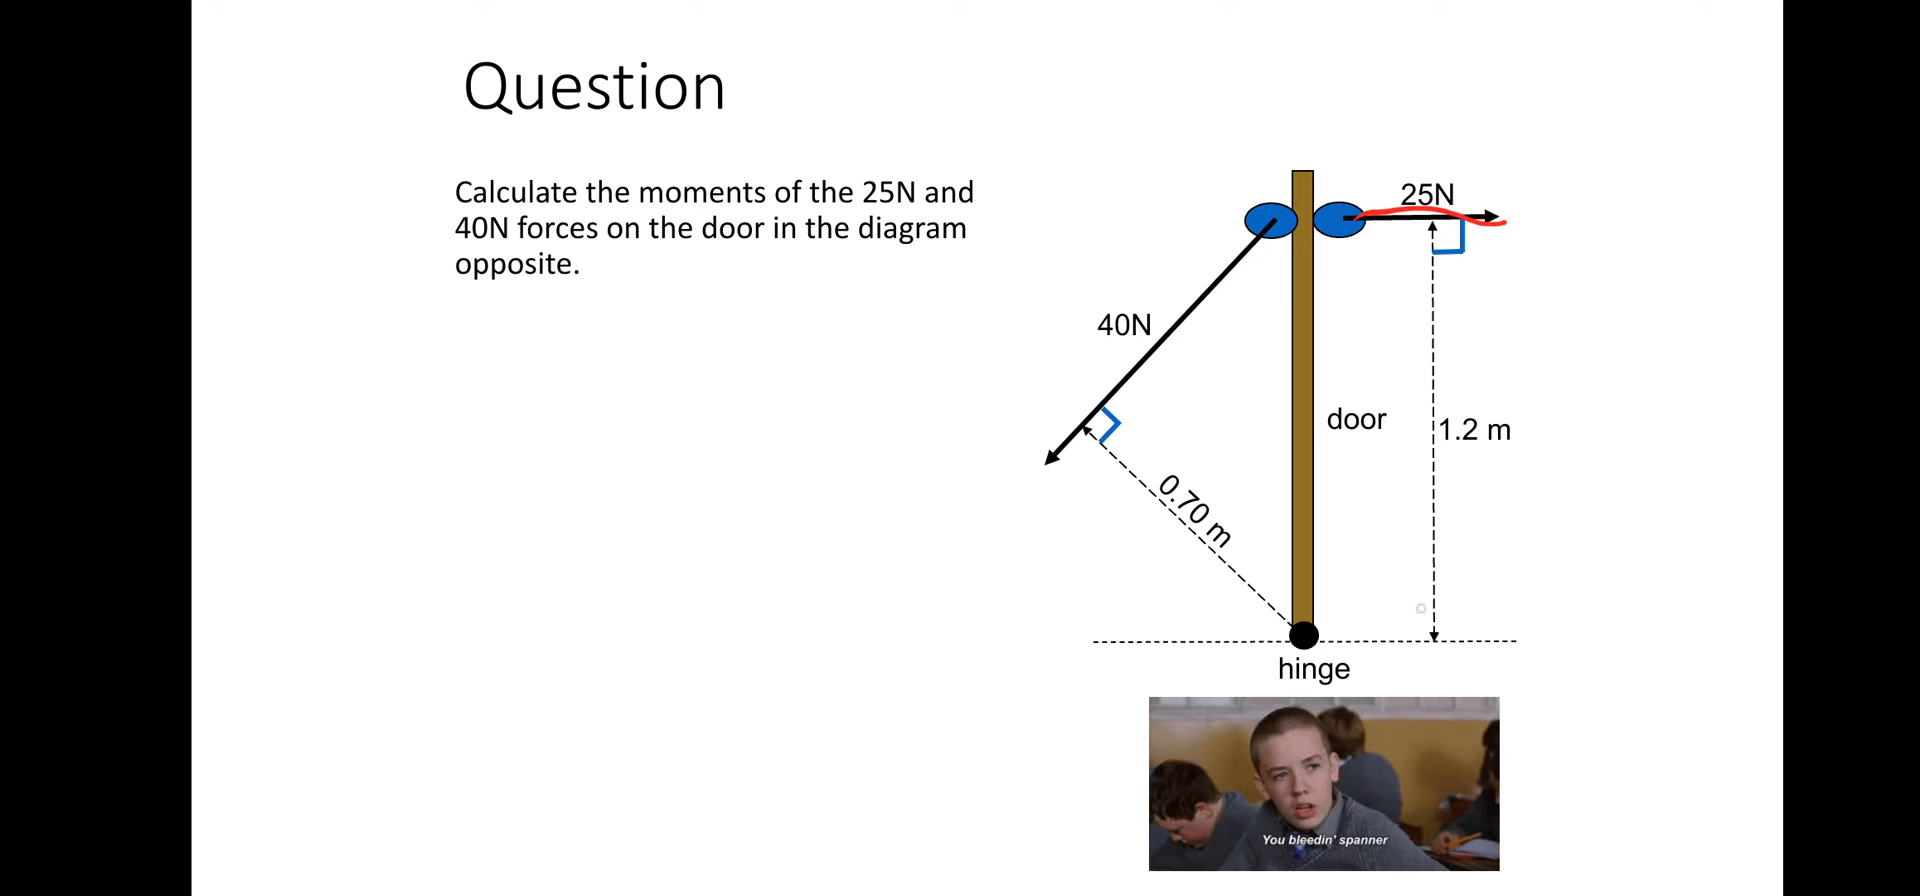 Question
Calculate the moments of the 25N and
40N forces on the door in the diagram
opposite.
25N
40N
door
1.2 m
0.70 m
hinge
You bleedin' spanner